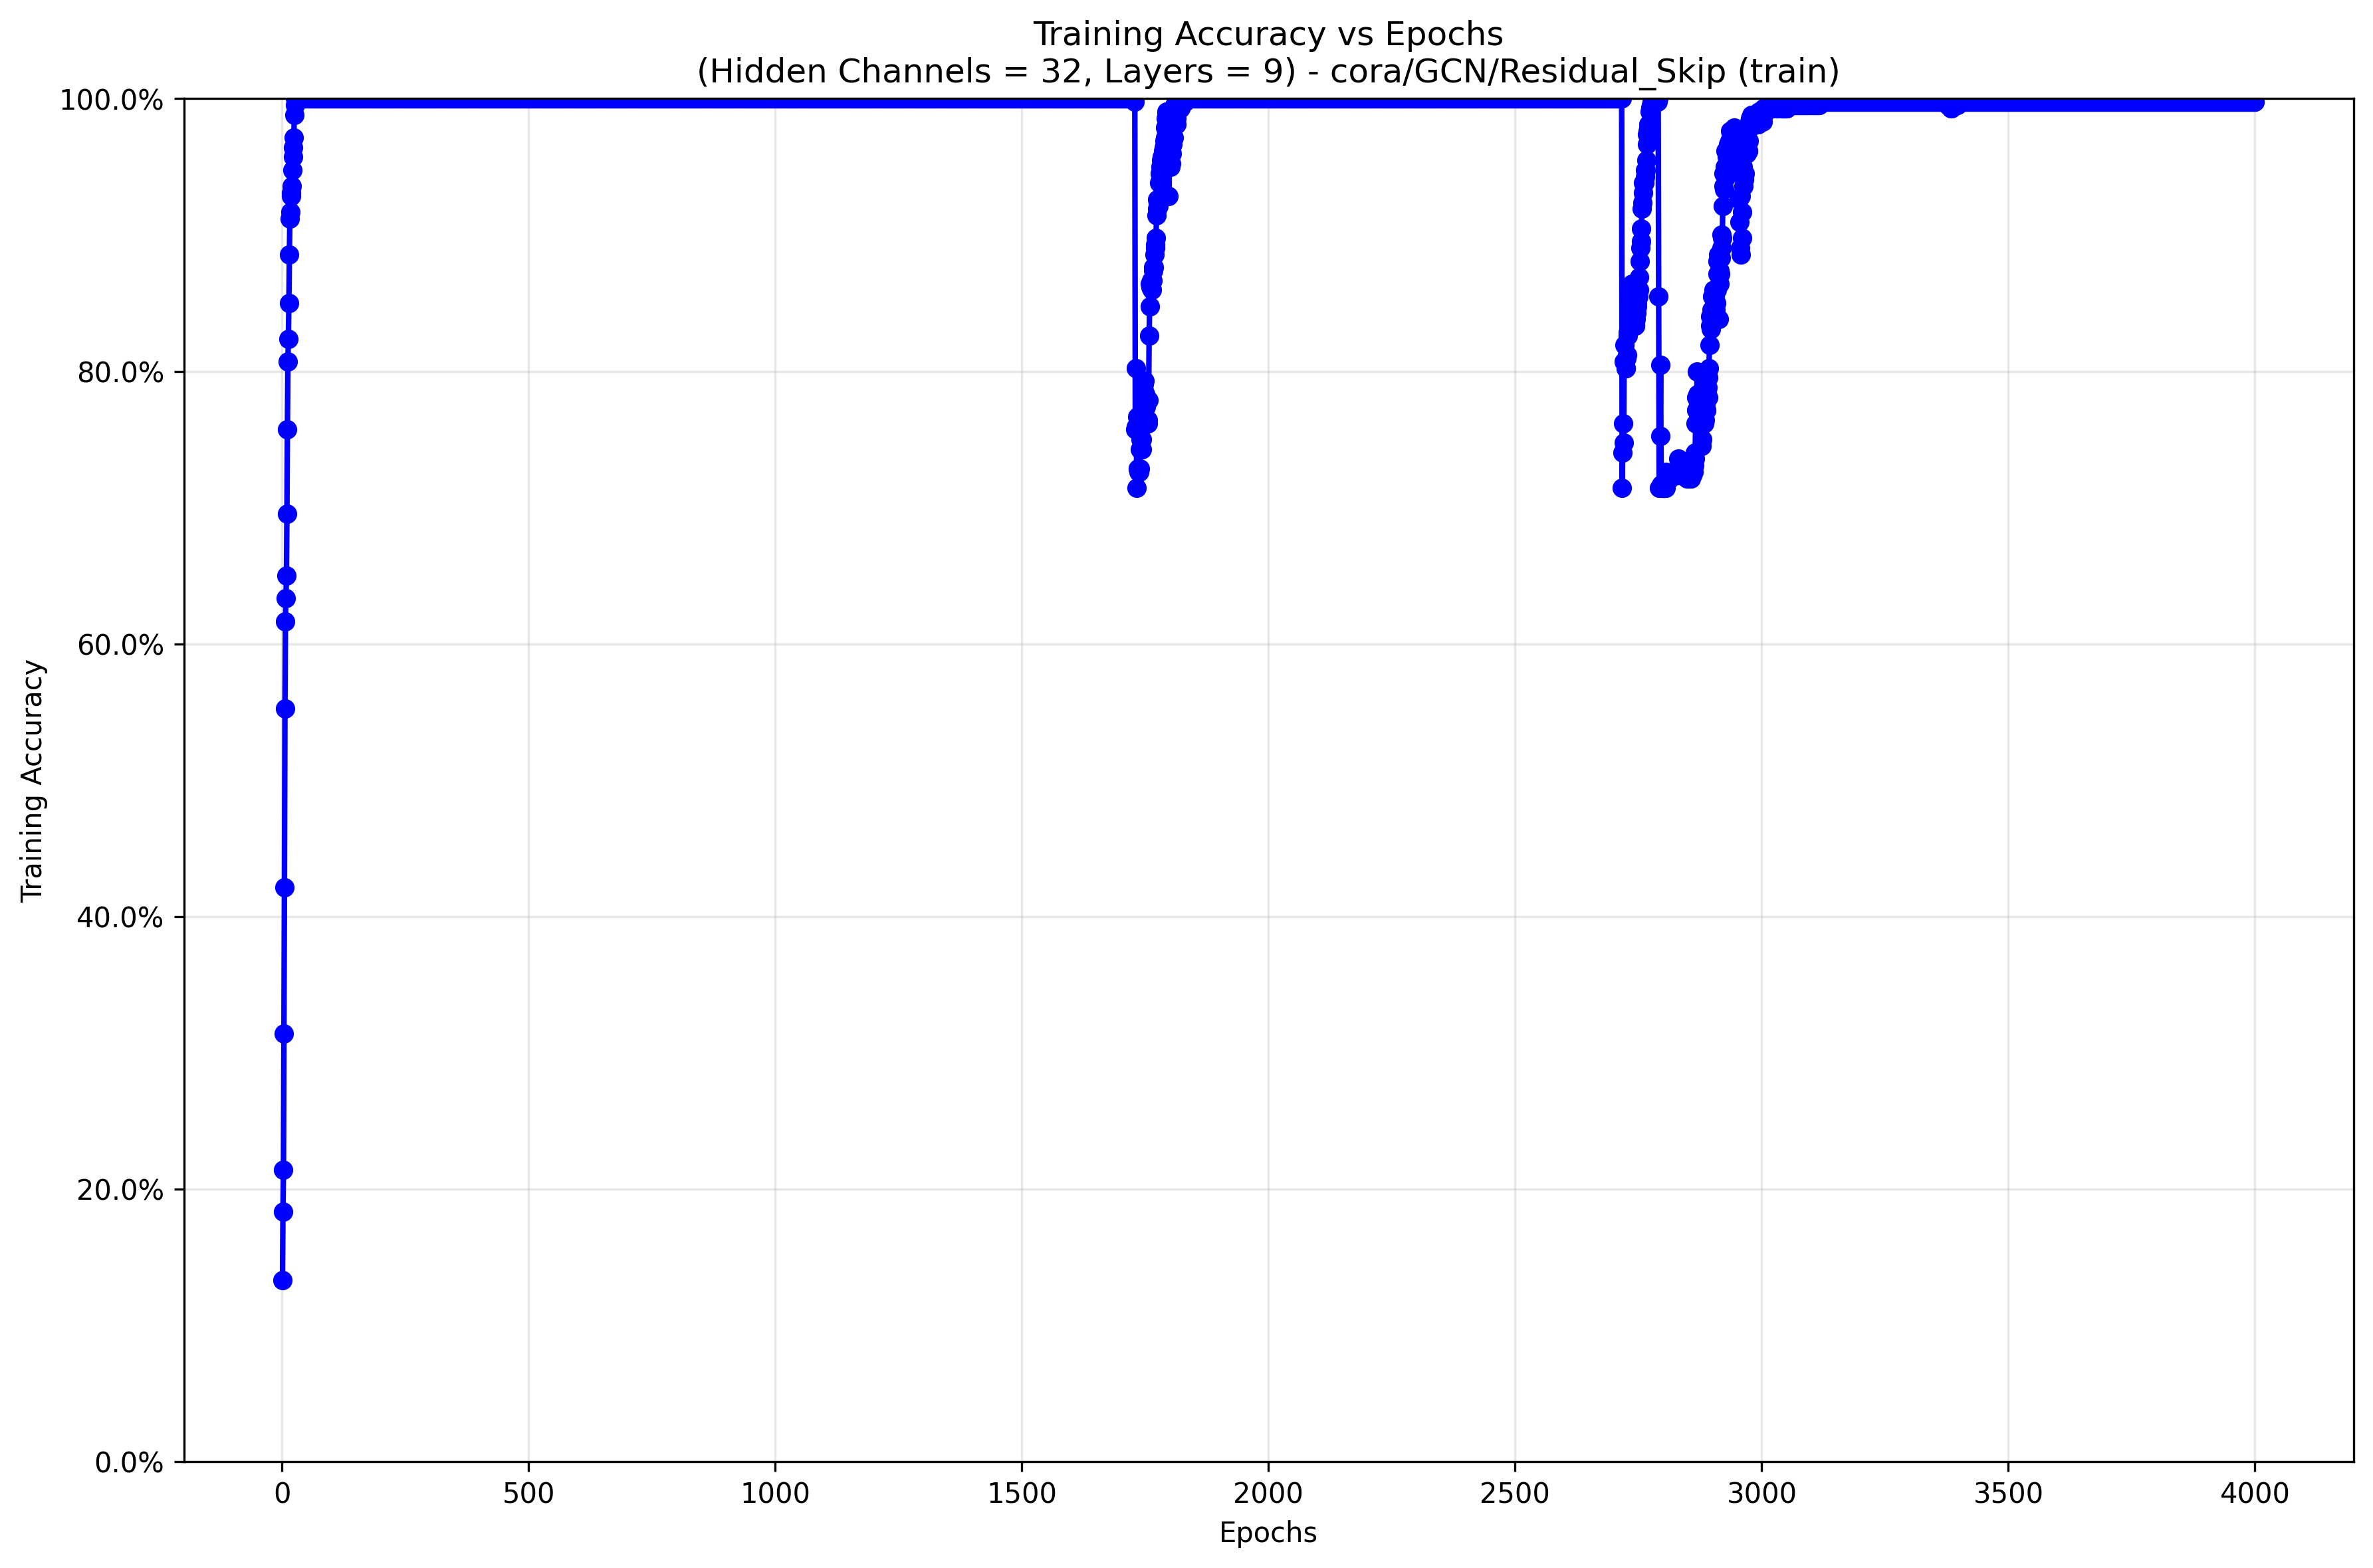 Training Accuracy vs Epochs
(Hidden Channels = 32, Layers = 9) - cora/GCN/Residual_Skip (train)
100.0%
80.0%
60.0%
40.0%
20.0%
0.0%
Training Accuracy
0 500 1000 1500 2000 2500 3000 3500 4000
Epochs